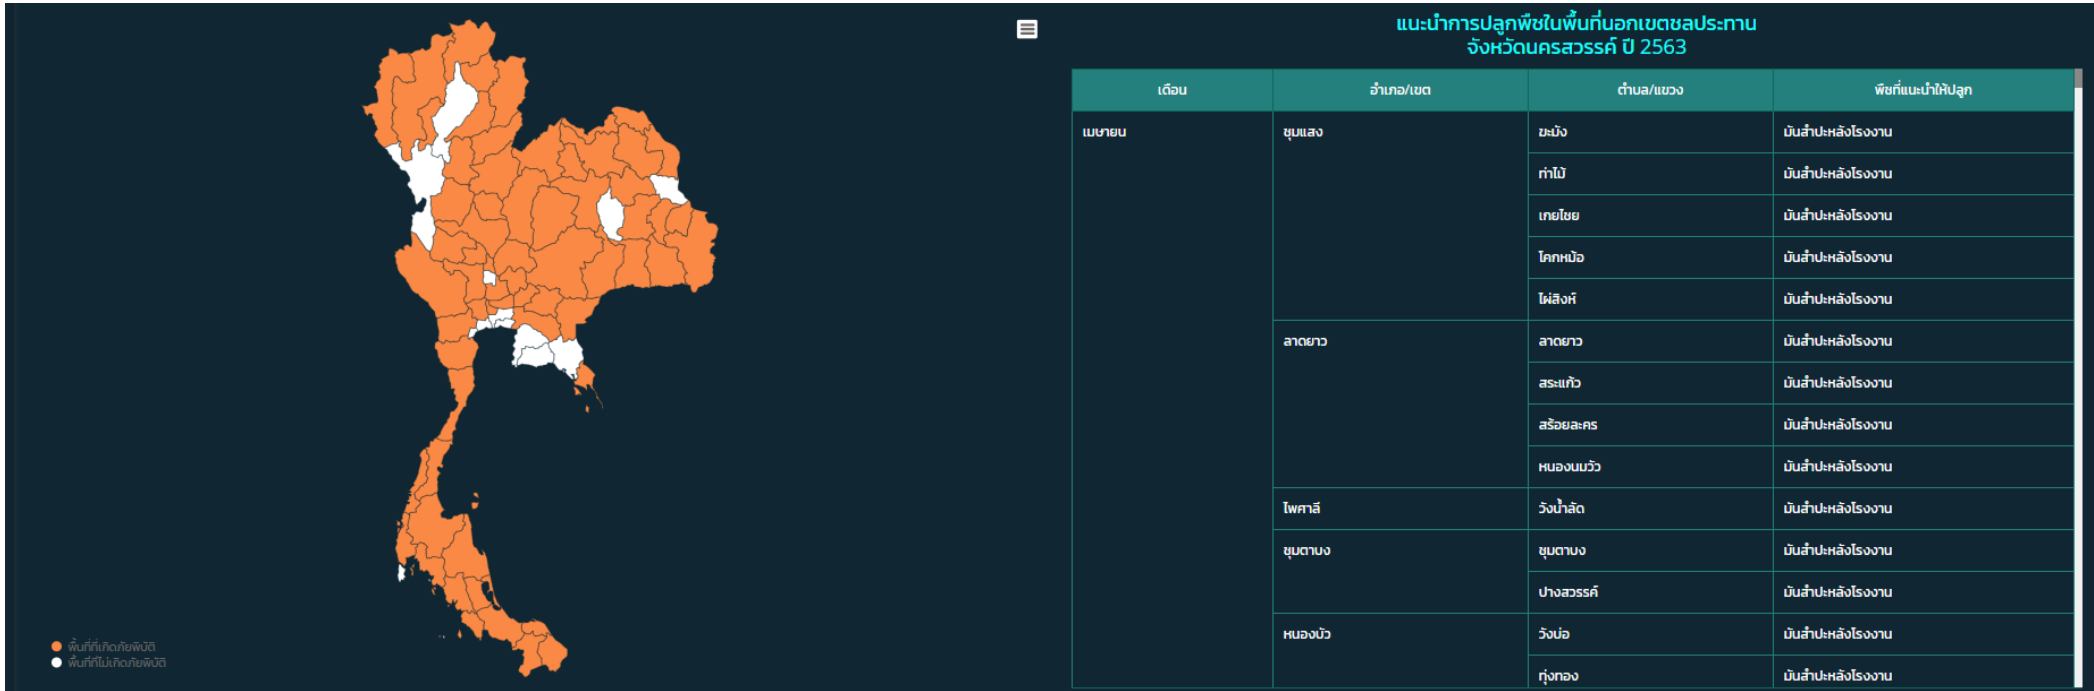 แนะนำการปลูกพืชในพื้นที่นอกเขตชลประทาน
จังหวัดนครสวรรค์ ปี 2563
เดือน อำเภอ/เขต ตำบล/แขวง พืชที่แนะนำให้ปลูก
เมษายน ชุมแสง ฆะมัง มันสำปะหลังโรงงาน
ท่าไม้ มันสำปะหลังโรงงาน
เกยไชย มันสำปะหลังโรงงาน
โคกหม้อ มันสำปะหลังโรงงาน
ไผ่สิงห์ มันสำปะหลังโรงงาน
ลาดยาว ลาดยาว มันสำปะหลังโรงงาน
สระแก้ว มันสำปะหลังโรงงาน
สร้อยละคร มันสำปะหลังโรงงาน
หนองนมวัว มันสำปะหลังโรงงาน
ไพศาลี วังน้ำลัด มันสำปะหลังโรงงาน
ชุมตาบง ชุมตาบง มันสำปะหลังโรงงาน
ปางสวรรค์ มันสำปะหลังโรงงาน
หนองบัว วังบ่อ มันสำปะหลังโรงงาน
ทุ่งทอง มันสำปะหลังโรงงาน
พื้นที่ที่เกิดภัยพิบัติ
พื้นที่ที่ไม่เกิดภัยพิบัติ